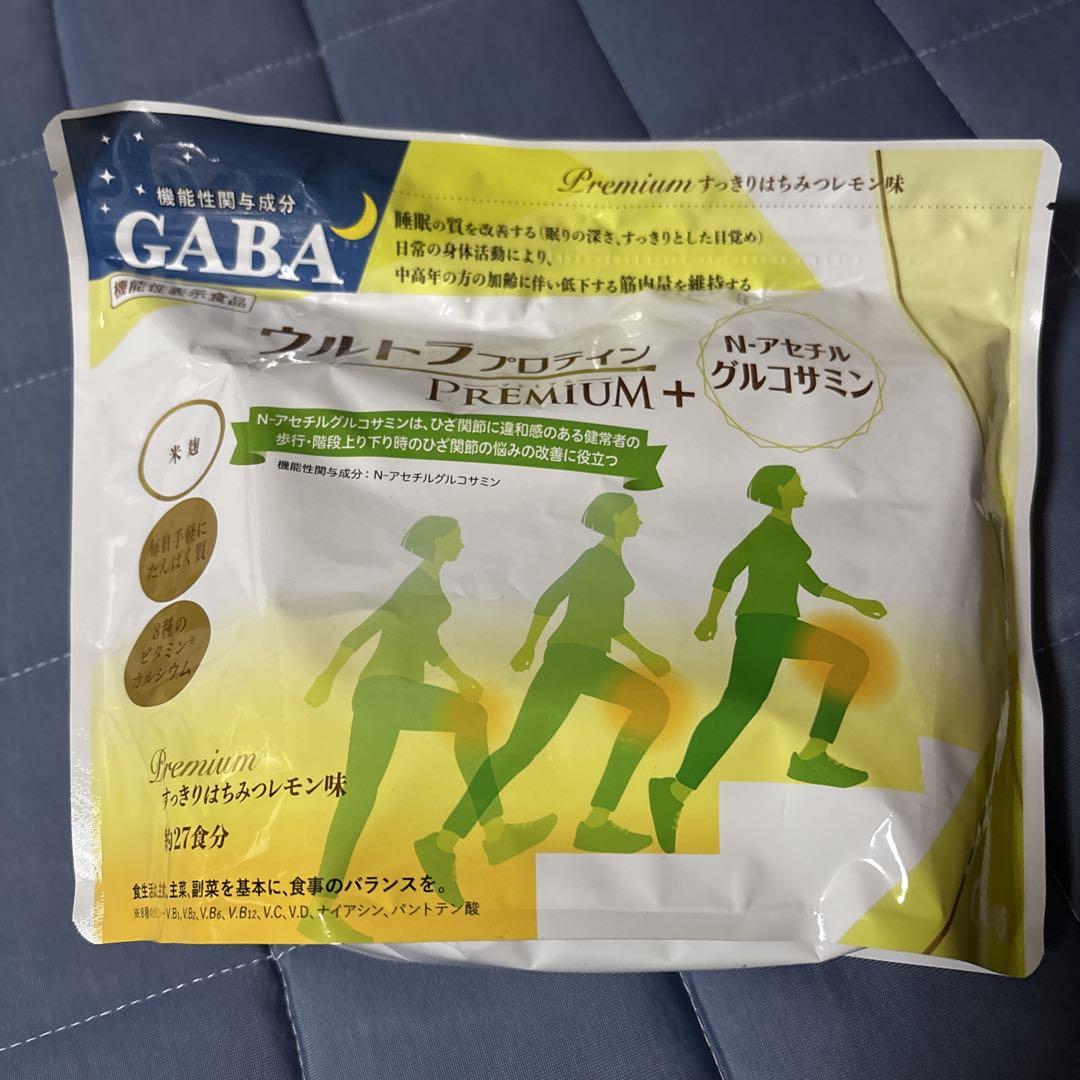 機能性関与成分
GABA
機能性表示食品
Premium すっきりはちみつレモン味
睡眠の質を改善する(眠りの深さ、すっきりとした目覚め)
日常の身体活動により、
中高年の方の加齢に伴い低下する筋肉量を維持する
ウルトラプロテイン
PREMIUM +
N-アセチル
グルコサミン
N-アセチルグルコサミンは、ひざ関節に違和感のある健常者の
歩行・階段上り下り時のひざ関節の悩みの改善に役立つ
機能性関与成分:N-アセチルグルコサミン
米麹
毎日手軽に
たんぱく質
8種の
ビタミン※
カルシウム
Premium
すっきりはちみつレモン味
約27食分
食生活は、主食、主菜、副菜を基本に、食事のバランスを。
※8種のビタミン…V.B1、V.B2、V.B6、V.B12、V.C、V.D、ナイアシン、パントテン酸